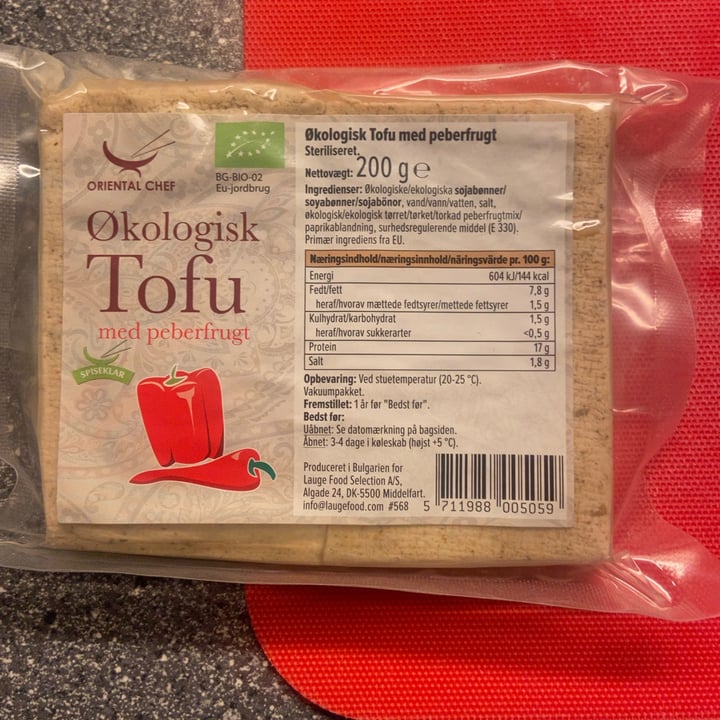 ORIENTAL CHEF
BG-BIO-02
Eu-jordbrug
Økologisk
Tofu
med peberfrugt
SPISEKLAR
Økologisk Tofu med peberfrugt
Steriliseret.
Nettovægt: 200 g e
Ingredienser: Økologiske/ekologiska sojabønner/
soyabønner/sojabönor, vand/vann/vatten, salt,
økologisk/ekologisk tørret/tørket/torkad peberfrugtmix/
paprikablandning, surhedsregulerende middel (E 330).
Primær ingrediens fra EU.
Næringsindhold/næringsinnhold/näringsvärde pr. 100 g:
Energi 604 kJ/144 kcal
Fedt/fett 7,8 g
heraf/hvorav mættede fedtsyrer/mettede fettsyrer 1,5 g
Kulhydrat/karbohydrat 1,5 g
heraf/hvorav sukkerarter <0,5 g
Protein 17 g
Salt 1,8 g
Opbevaring: Ved stuetemperatur (20-25 °C).
Vakuumpakket.
Fremstillet: 1 år før "Bedst før".
Bedst før:
Uåbnet: Se datomærkning på bagsiden.
Åbnet: 3-4 dage i køleskab (højst +5 °C).
Produceret i Bulgarien for
Lauge Food Selection A/S,
Algade 24, DK-5500 Middelfart.
info@laugefood.com #568
5 711988 005059